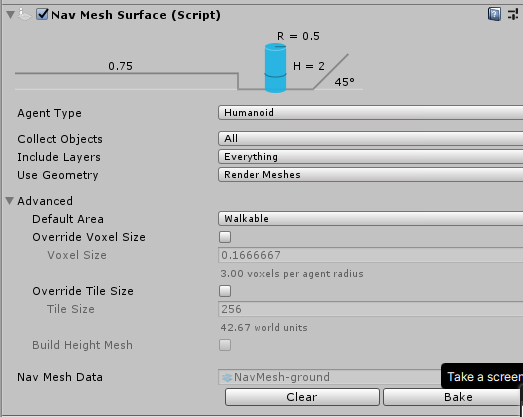 Nav Mesh Surface (Script)
R = 0.5
0.75
H = 2
45°
Agent Type Humanoid
Collect Objects All
Include Layers Everything
Use Geometry Render Meshes
Advanced
Default Area Walkable
Override Voxel Size
Voxel Size 0.1666667
3.00 voxels per agent radius
Override Tile Size
Tile Size 256
42.67 world units
Build Height Mesh
Nav Mesh Data NavMesh-ground
Take a screen
Clear Bake